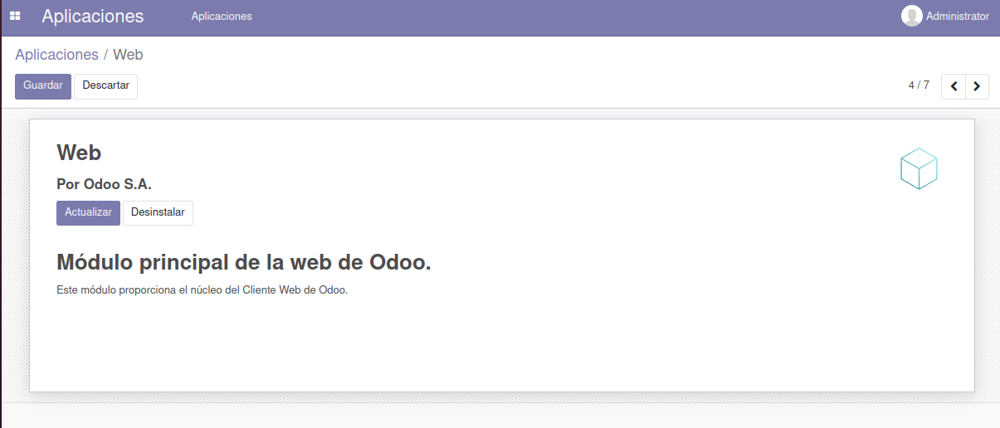 Aplicaciones Aplicaciones Administrator
Aplicaciones / Web
Guardar Descartar 4 / 7
Web
Por Odoo S.A.
Actualizar Desinstalar
Módulo principal de la web de Odoo.
Este módulo proporciona el núcleo del Cliente Web de Odoo.